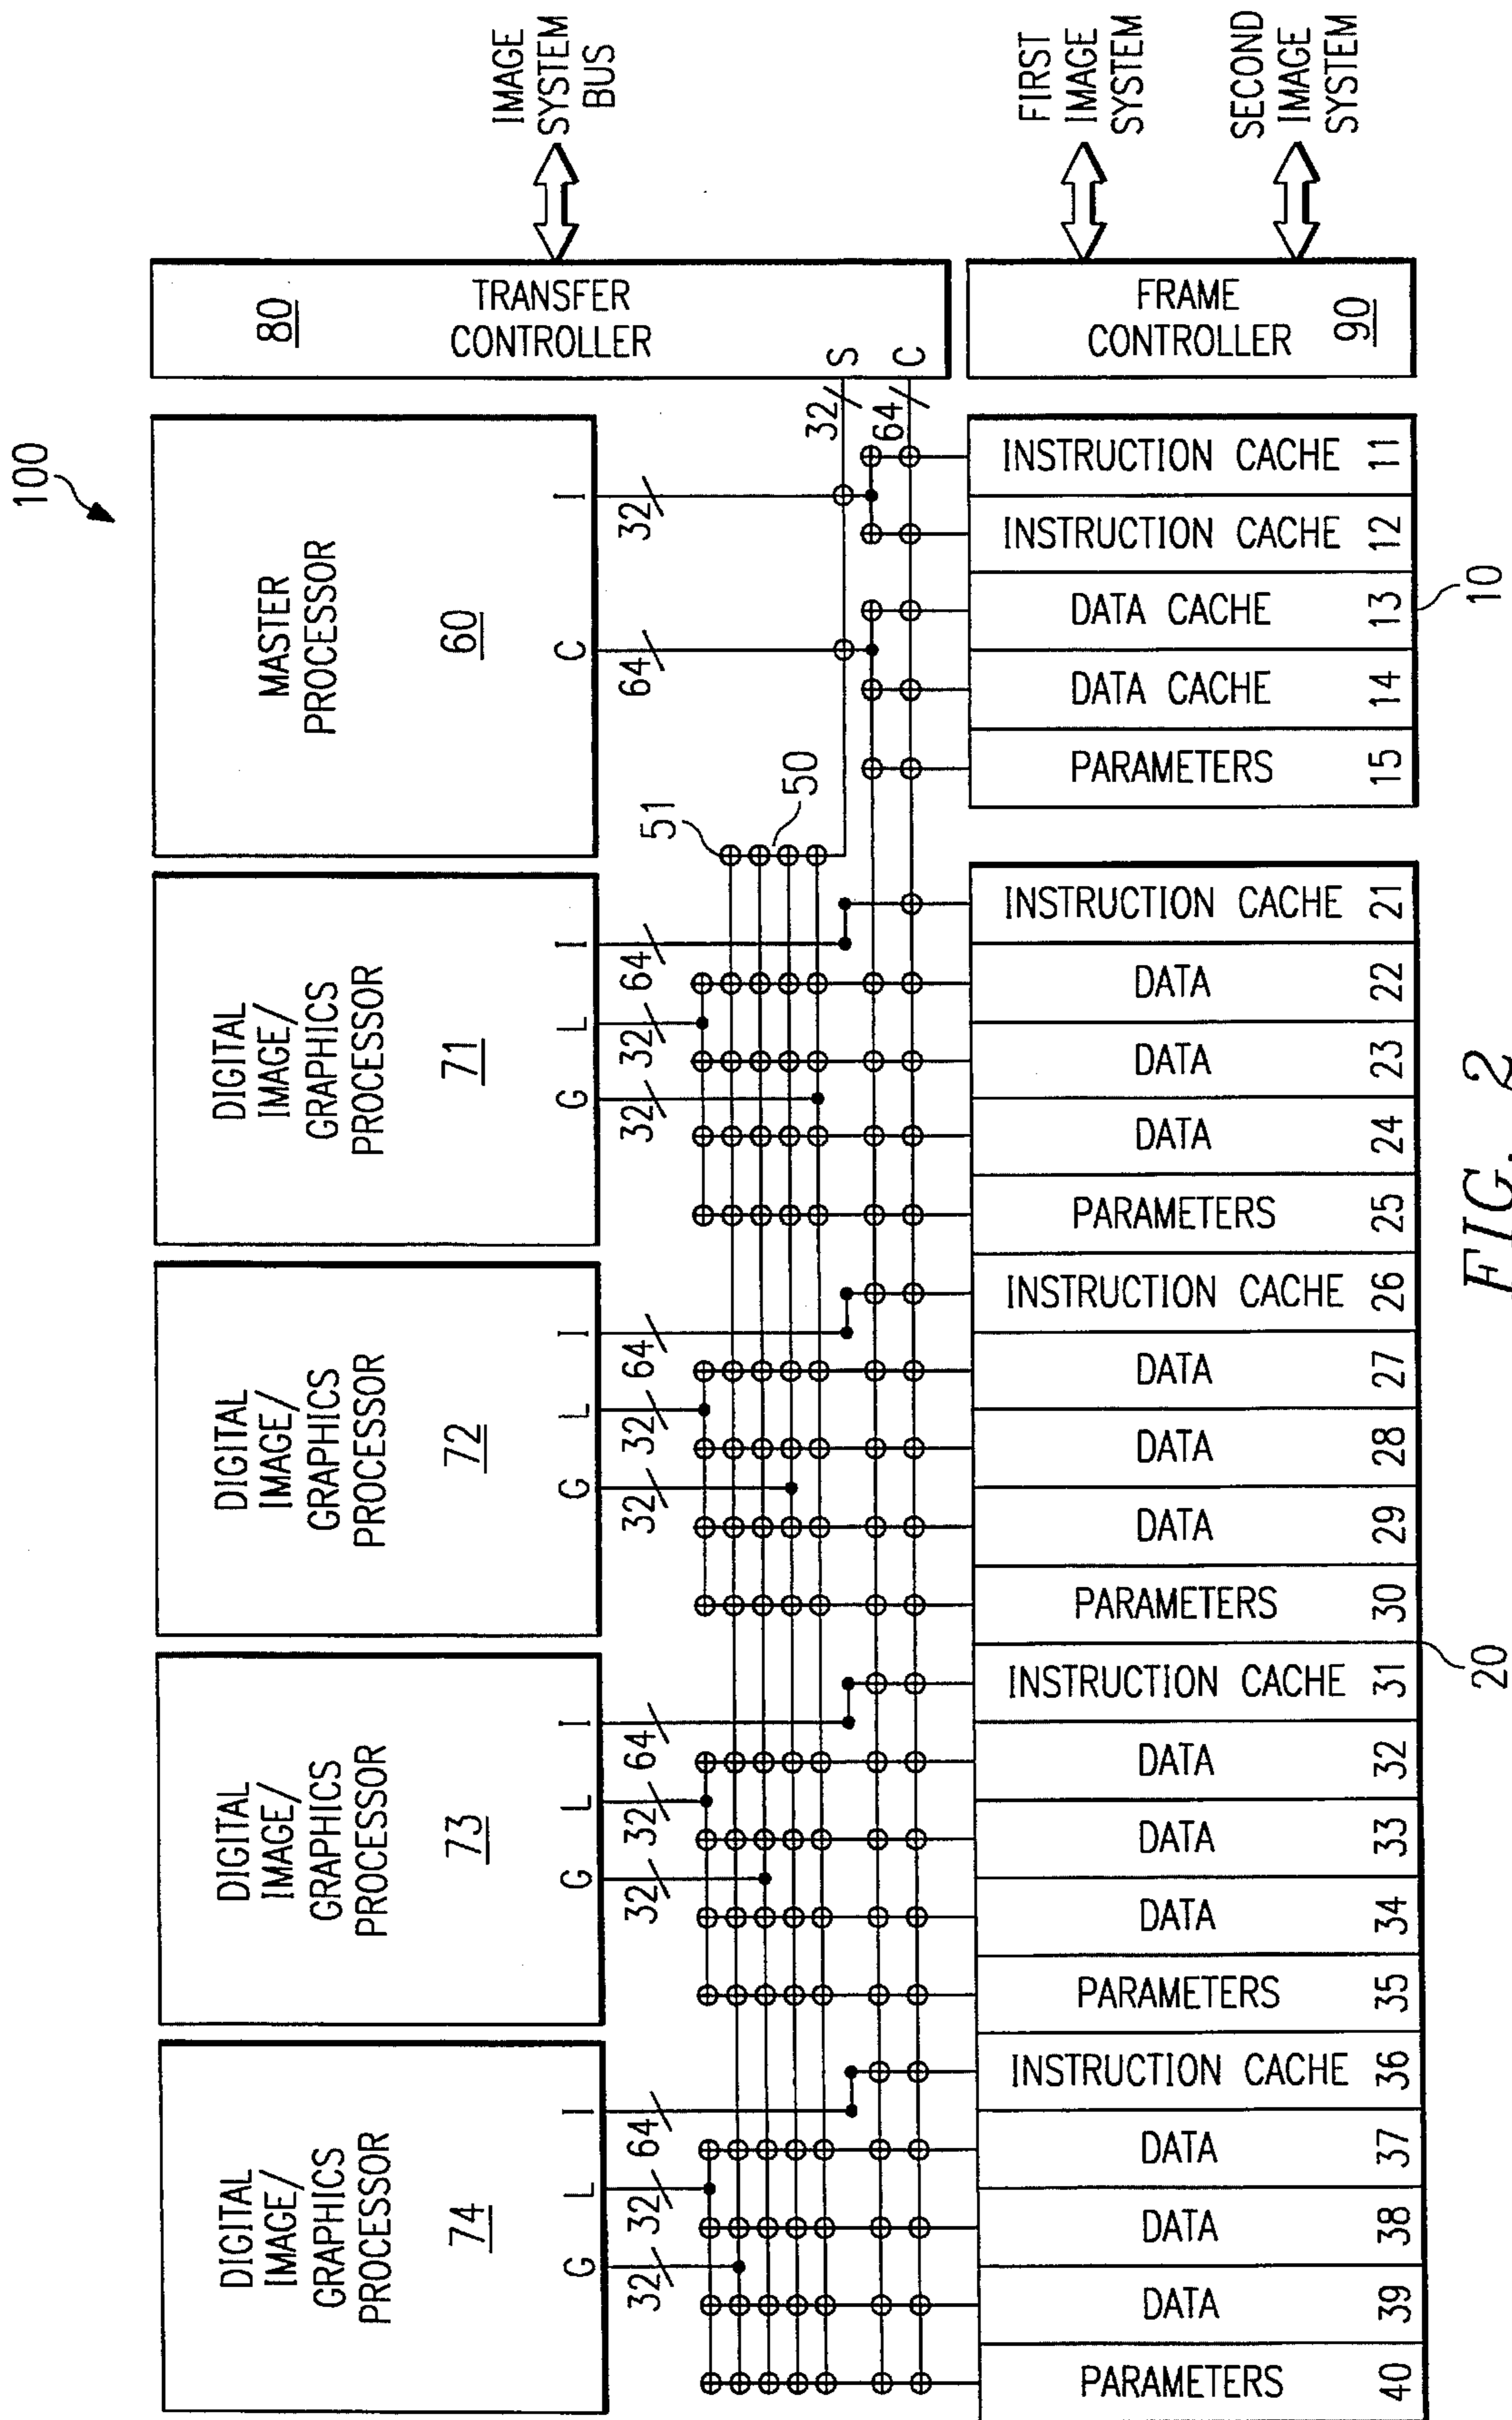 100
DIGITAL
IMAGE/
GRAPHICS
PROCESSOR
74
G
L
I
32
32
64
DIGITAL
IMAGE/
GRAPHICS
PROCESSOR
73
G
L
I
32
32
64
DIGITAL
IMAGE/
GRAPHICS
PROCESSOR
72
G
L
I
32
32
64
DIGITAL
IMAGE/
GRAPHICS
PROCESSOR
71
G
L
I
32
32
64
MASTER
PROCESSOR
60
C
I
64
32
80
TRANSFER
CONTROLLER
S
C
32
64
IMAGE
SYSTEM
BUS
51
50
PARAMETERS 40
DATA 39
DATA 38
DATA 37
INSTRUCTION CACHE 36
PARAMETERS 35
DATA 34
DATA 33
DATA 32
INSTRUCTION CACHE 31
PARAMETERS 30
DATA 29
DATA 28
DATA 27
INSTRUCTION CACHE 26
PARAMETERS 25
DATA 24
DATA 23
DATA 22
INSTRUCTION CACHE 21
PARAMETERS 15
DATA CACHE 14
DATA CACHE 13
INSTRUCTION CACHE 12
INSTRUCTION CACHE 11
FRAME
CONTROLLER
90
FIRST
IMAGE
SYSTEM
SECOND
IMAGE
SYSTEM
20
10
FIG. 2